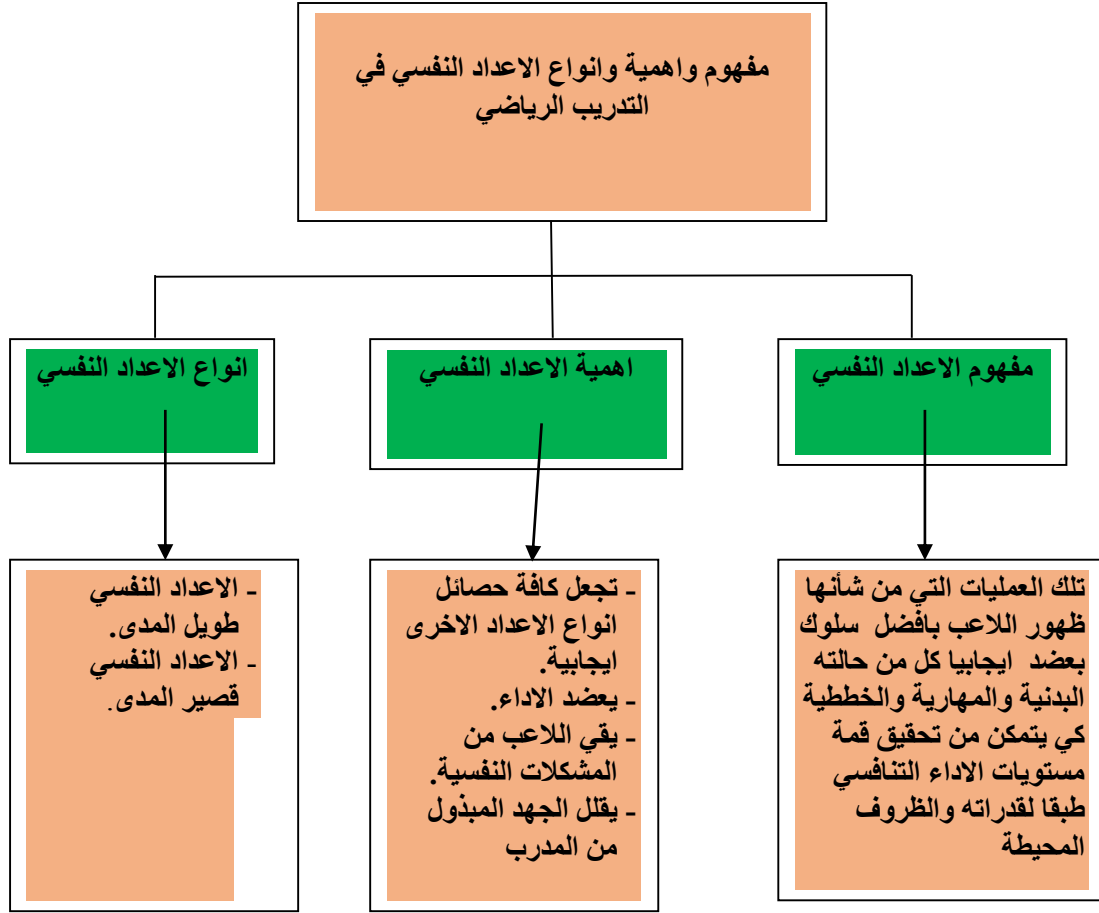 مفهوم واهمية وانواع الاعداد النفسي في
التدريب الرياضي
مفهوم الاعداد النفسي
اهمية الاعداد النفسي
انواع الاعداد النفسي
تلك العمليات التي من شأنها
ظهور اللاعب بافضل سلوك
بعضد ايجابيا كل من حالته
البدنية والمهارية والخططية
كي يتمكن من تحقيق قمة
مستويات الاداء التنافسي
طبقا لقدراته والظروف
المحيطة
- تجعل كافة حصائل
انواع الاعداد الاخرى
ايجابية.
- يعضد الاداء.
- يقي اللاعب من
المشكلات النفسية.
- يقلل الجهد المبذول
من المدرب
- الاعداد النفسي
طويل المدى.
- الاعداد النفسي
قصير المدى.